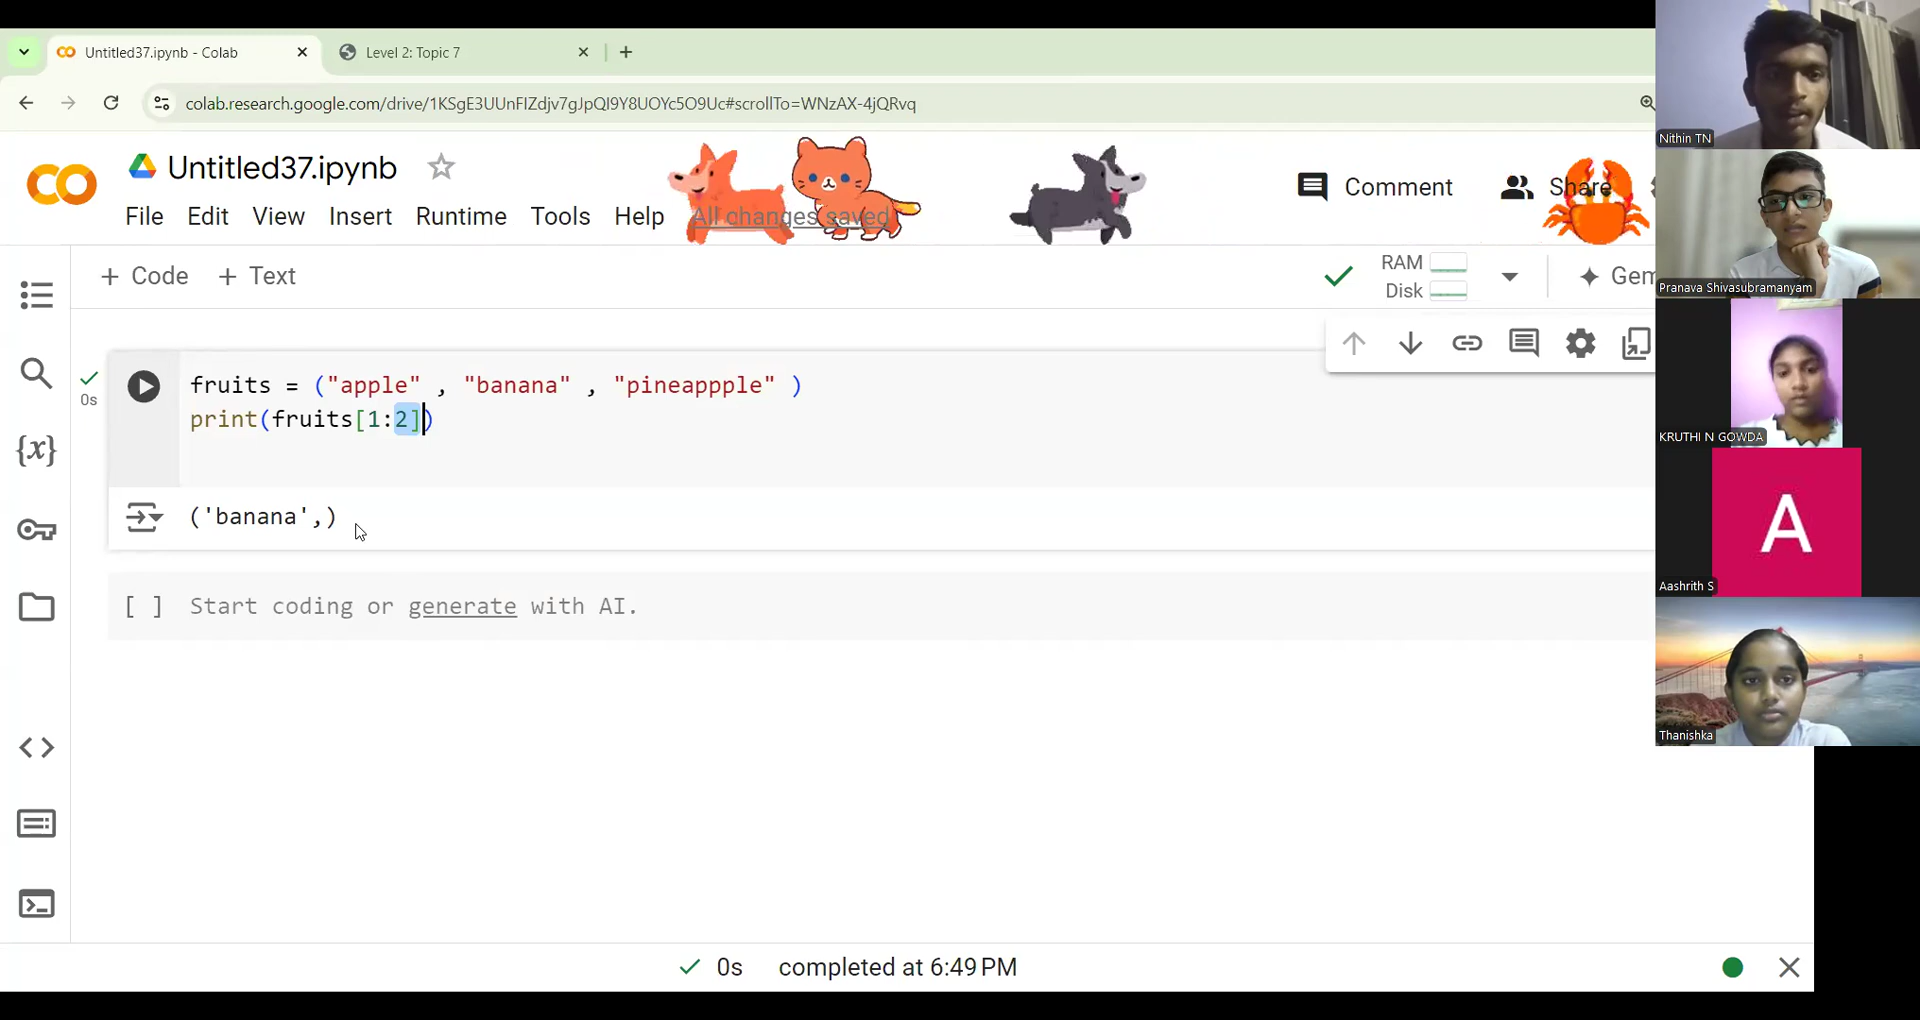 Untitled37.ipynb - Colab
Level 2: Topic 7
colab.research.google.com/drive/1KSgE3UUnFIZdjv7gJpQI9Y8UOYc5O9Uc#scrollTo=WNzAX-4jQRvq
Untitled37.ipynb
Comment
Share
File Edit View Insert Runtime Tools Help All changes saved
+ Code + Text
RAM
Disk
Gem
fruits = ("apple" , "banana" , "pineappple" )
print(fruits[1:2])
0s
('banana',)
[ ] Start coding or generate with AI.
{x}
0s completed at 6:49 PM
Nithin TN
Pranava Shivasubramanyam
KRUTHI N GOWDA
A
Aashrith S
Thanishka